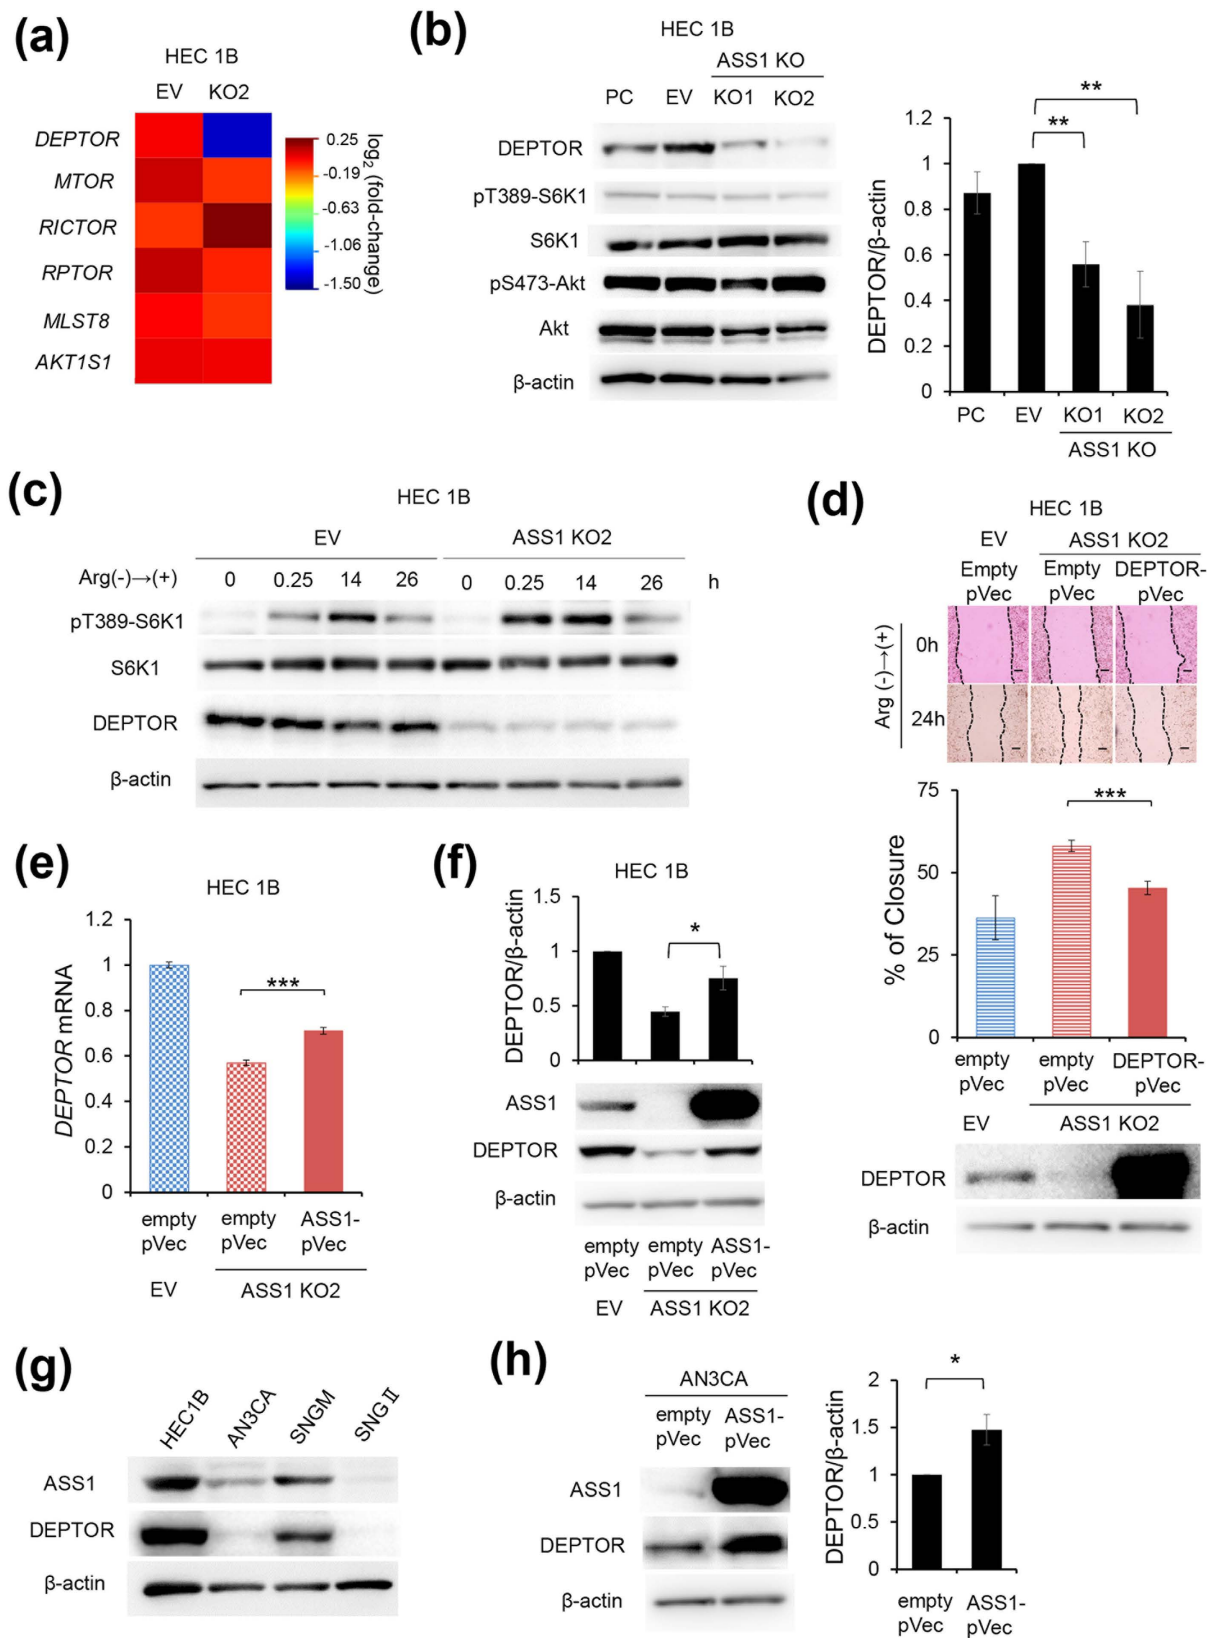 (a)
HEC 1B
EV KO2
DEPTOR
MTOR
RICTOR
RPTOR
MLST8
AKT1S1
0.25
-0.19
-0.63
-1.06
-1.50
log2 (fold-change)
(b)
HEC 1B
ASS1 KO
PC EV KO1 KO2
DEPTOR
pT389-S6K1
S6K1
pS473-Akt
Akt
β-actin
DEPTOR/β-actin
1.2
1
0.8
0.6
0.4
0.2
0
**
**
PC EV KO1 KO2
ASS1 KO
(c)
HEC 1B
EV ASS1 KO2
Arg(-)→(+) 0 0.25 14 26 0 0.25 14 26 h
pT389-S6K1
S6K1
DEPTOR
β-actin
(d)
HEC 1B
EV ASS1 KO2
Empty pVec
Empty pVec
DEPTOR-pVec
Arg (-)→(+)
0h
24h
% of Closure
75
50
25
0
***
empty pVec
empty pVec
DEPTOR-pVec
EV ASS1 KO2
DEPTOR
β-actin
(e)
HEC 1B
DEPTOR mRNA
1.2
1
0.8
0.6
0.4
0.2
0
***
empty pVec
empty pVec
ASS1-pVec
EV ASS1 KO2
(f)
HEC 1B
DEPTOR/β-actin
1.5
1
0.5
0
*
ASS1
DEPTOR
β-actin
empty pVec
empty pVec
ASS1-pVec
EV ASS1 KO2
(g)
HEC1B AN3CA SNGM SNGⅡ
ASS1
DEPTOR
β-actin
(h)
AN3CA
empty pVec
ASS1-pVec
ASS1
DEPTOR
β-actin
DEPTOR/β-actin
2
1.5
1
0.5
0
*
empty pVec
ASS1-pVec